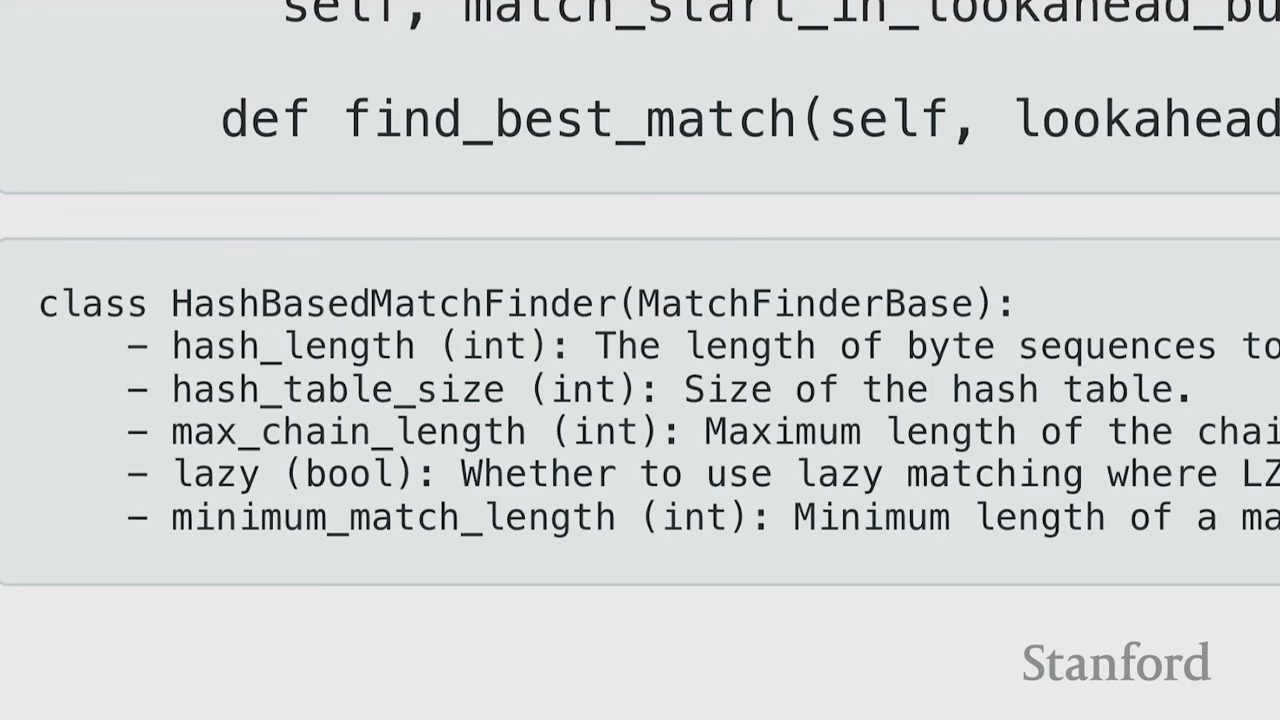 self, match_start_in_lookahead_bu
def find_best_match(self, lookahead
class HashBasedMatchFinder(MatchFinderBase):
- hash_length (int): The length of byte sequences to
- hash_table_size (int): Size of the hash table.
- max_chain_length (int): Maximum length of the chai
- lazy (bool): Whether to use lazy matching where LZ
- minimum_match_length (int): Minimum length of a ma
Stanford